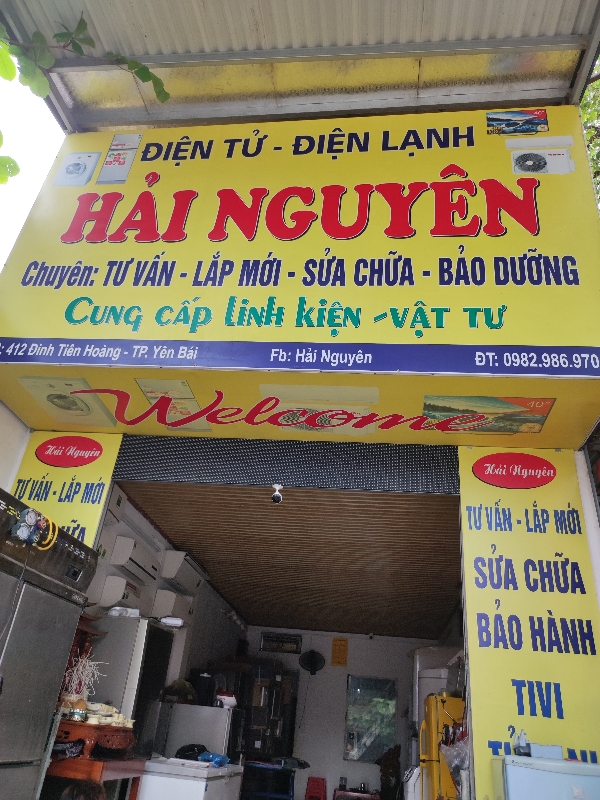 ĐIỆN TỬ - ĐIỆN LẠNH
HẢI NGUYÊN
Chuyên: TƯ VẤN - LẮP MỚI - SỬA CHỮA - BẢO DƯỠNG
CUNG CẤP linh kiện - VẬT TƯ
: 412 Đinh Tiên Hoàng - TP. Yên Bái
Fb: Hải Nguyên
ĐT: 0982.986.970
Welcome
40"
Hải Nguyên
TƯ VẤN - LẮP MỚI
Hải Nguyên
TƯ VẤN - LẮP MỚI
SỬA CHỮA
BẢO HÀNH
TIVI